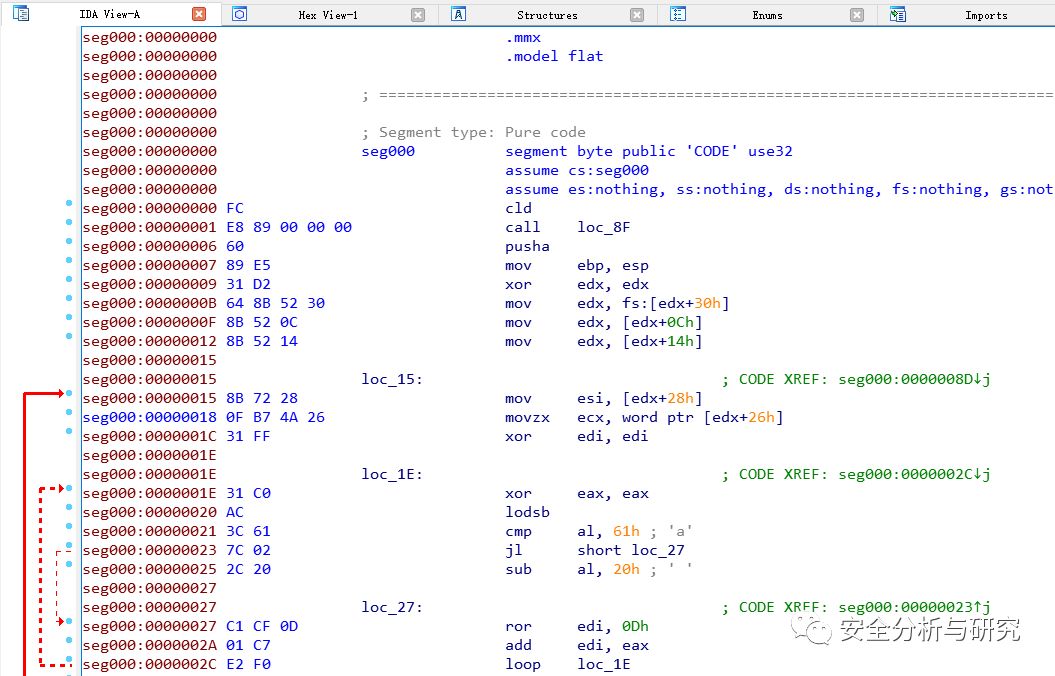 IDA View-A Hex View-1 Structures Enums Imports
seg000:00000000 .mmx
seg000:00000000 .model flat
seg000:00000000
seg000:00000000 ; ===========================================================================
seg000:00000000
seg000:00000000 ; Segment type: Pure code
seg000:00000000 seg000 segment byte public 'CODE' use32
seg000:00000000 assume cs:seg000
seg000:00000000 assume es:nothing, ss:nothing, ds:nothing, fs:nothing, gs:not
seg000:00000000 FC cld
seg000:00000001 E8 89 00 00 00 call loc_8F
seg000:00000006 60 pusha
seg000:00000007 89 E5 mov ebp, esp
seg000:00000009 31 D2 xor edx, edx
seg000:0000000B 64 8B 52 30 mov edx, fs:[edx+30h]
seg000:0000000F 8B 52 0C mov edx, [edx+0Ch]
seg000:00000012 8B 52 14 mov edx, [edx+14h]
seg000:00000015
seg000:00000015 loc_15: ; CODE XREF: seg000:0000008D↓j
seg000:00000015 8B 72 28 mov esi, [edx+28h]
seg000:00000018 0F B7 4A 26 movzx ecx, word ptr [edx+26h]
seg000:0000001C 31 FF xor edi, edi
seg000:0000001E
seg000:0000001E loc_1E: ; CODE XREF: seg000:0000002C↓j
seg000:0000001E 31 C0 xor eax, eax
seg000:00000020 AC lodsb
seg000:00000021 3C 61 cmp al, 61h ; 'a'
seg000:00000023 7C 02 jl short loc_27
seg000:00000025 2C 20 sub al, 20h ; ' '
seg000:00000027
seg000:00000027 loc_27: ; CODE XREF: seg000:00000023↑j
seg000:00000027 C1 CF 0D ror edi, 0Dh
seg000:0000002A 01 C7 add edi, eax
seg000:0000002C E2 F0 loop loc_1E
安全分析与研究